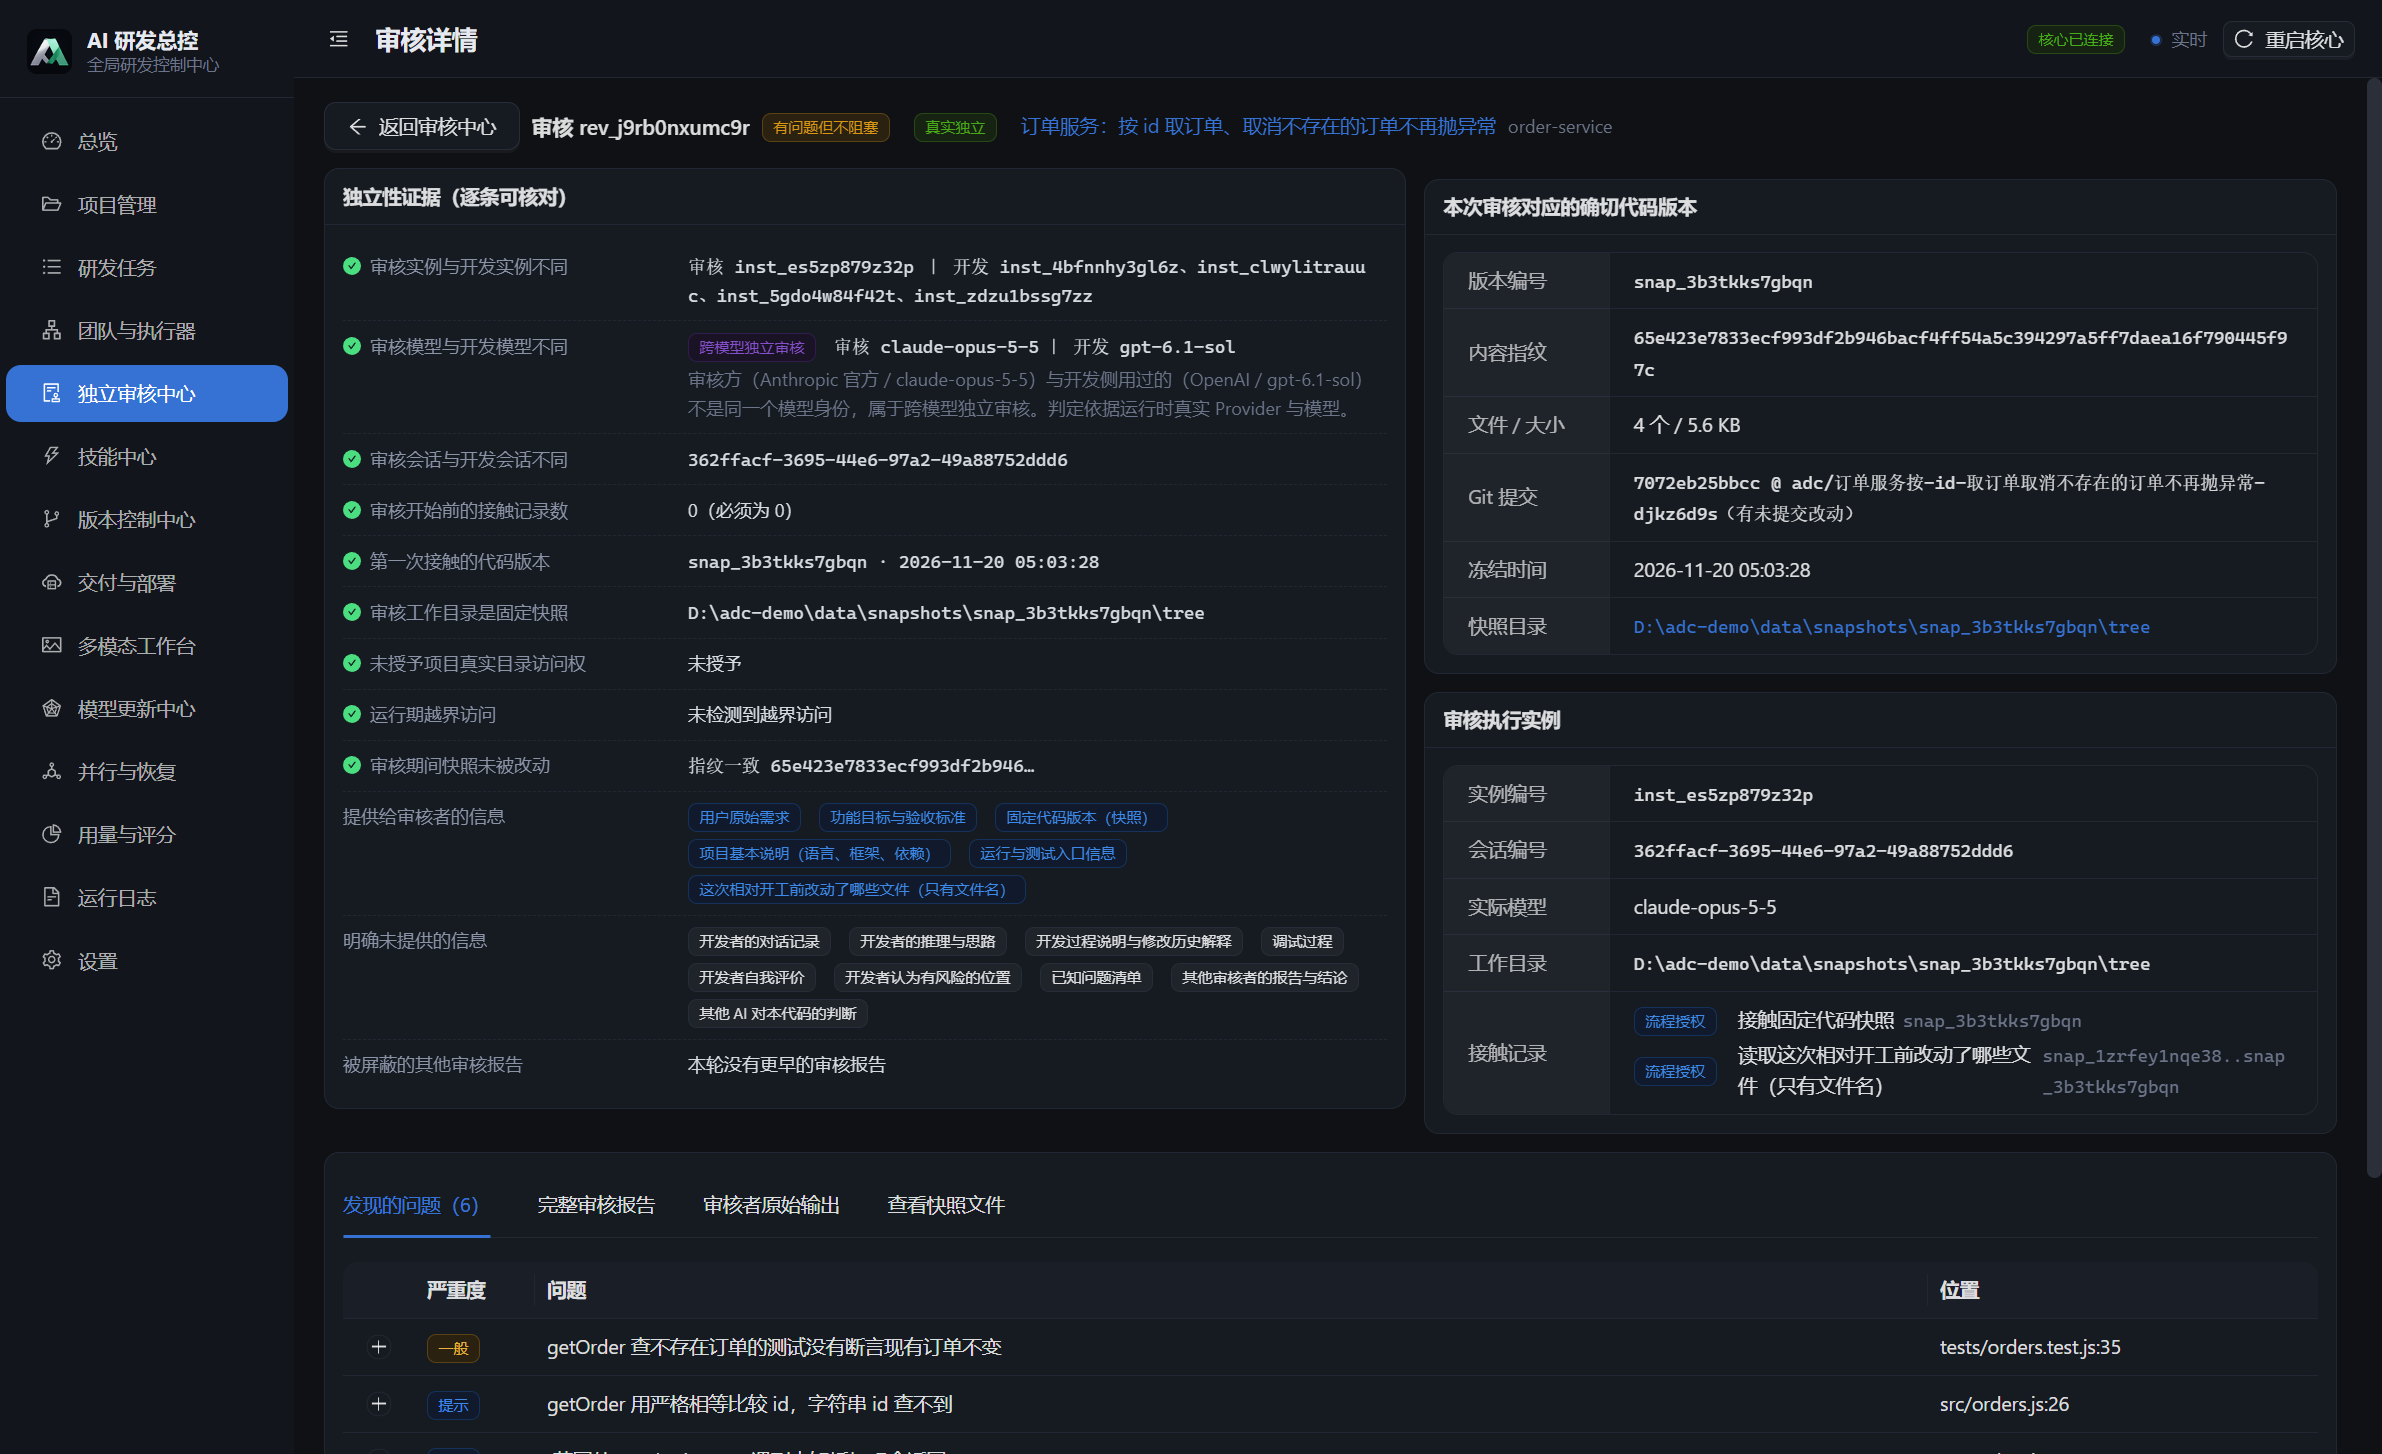 AI 研发总控
全局研发控制中心
总览
项目管理
研发任务
团队与执行器
独立审核中心
技能中心
版本控制中心
交付与部署
多模态工作台
模型更新中心
并行与恢复
用量与评分
运行日志
设置
审核详情
核心已连接
实时
重启核心
返回审核中心
审核 rev_j9rb0nxumc9r
有问题但不阻塞
真实独立
订单服务：按 id 取订单、取消不存在的订单不再抛异常
order-service
独立性证据（逐条可核对）
审核实例与开发实例不同
审核 inst_es5zp879z32p | 开发 inst_4bfnnhy3gl6z、inst_clwylitrauu
c、inst_5gdo4w84f42t、inst_zdzu1bssg7zz
审核模型与开发模型不同
跨模型独立审核 审核 claude-opus-5-5 | 开发 gpt-6.1-sol
审核方（Anthropic 官方 / claude-opus-5-5）与开发侧用过的（OpenAI / gpt-6.1-sol）
不是同一个模型身份，属于跨模型独立审核。判定依据运行时真实 Provider 与模型。
审核会话与开发会话不同
362ffacf-3695-44e6-97a2-49a88752ddd6
审核开始前的接触记录数
0（必须为 0）
第一次接触的代码版本
snap_3b3tkks7gbqn · 2026-11-20 05:03:28
审核工作目录是固定快照
D:\adc-demo\data\snapshots\snap_3b3tkks7gbqn\tree
未授予项目真实目录访问权
未授予
运行期越界访问
未检测到越界访问
审核期间快照未被改动
指纹一致 65e423e7833ecf993df2b946…
提供给审核者的信息
用户原始需求 功能目标与验收标准 固定代码版本（快照）
项目基本说明（语言、框架、依赖） 运行与测试入口信息
这次相对开工前改动了哪些文件（只有文件名）
明确未提供的信息
开发者的对话记录 开发者的推理与思路 开发过程说明与修改历史解释 调试过程
开发者自我评价 开发者认为有风险的位置 已知问题清单 其他审核者的报告与结论
其他 AI 对本代码的判断
被屏蔽的其他审核报告
本轮没有更早的审核报告
本次审核对应的确切代码版本
版本编号
snap_3b3tkks7gbqn
内容指纹
65e423e7833ecf993df2b946bacf4ff54a5c394297a5ff7daea16f790445f9
7c
文件 / 大小
4 个 / 5.6 KB
Git 提交
7072eb25bbcc @ adc/订单服务按-id-取订单取消不存在的订单不再抛异常-
djkz6d9s（有未提交改动）
冻结时间
2026-11-20 05:03:28
快照目录
D:\adc-demo\data\snapshots\snap_3b3tkks7gbqn\tree
审核执行实例
实例编号
inst_es5zp879z32p
会话编号
362ffacf-3695-44e6-97a2-49a88752ddd6
实际模型
claude-opus-5-5
工作目录
D:\adc-demo\data\snapshots\snap_3b3tkks7gbqn\tree
接触记录
流程授权 接触固定代码快照 snap_3b3tkks7gbqn
流程授权 读取这次相对开工前改动了哪些文 snap_1zrfey1nqe38..snap
件（只有文件名） _3b3tkks7gbqn
发现的问题（6）
完整审核报告
审核者原始输出
查看快照文件
严重度 问题 位置
一般 getOrder 查不存在订单的测试没有断言现有订单不变 tests/orders.test.js:35
提示 getOrder 用严格相等比较 id，字符串 id 查不到 src/orders.js:26